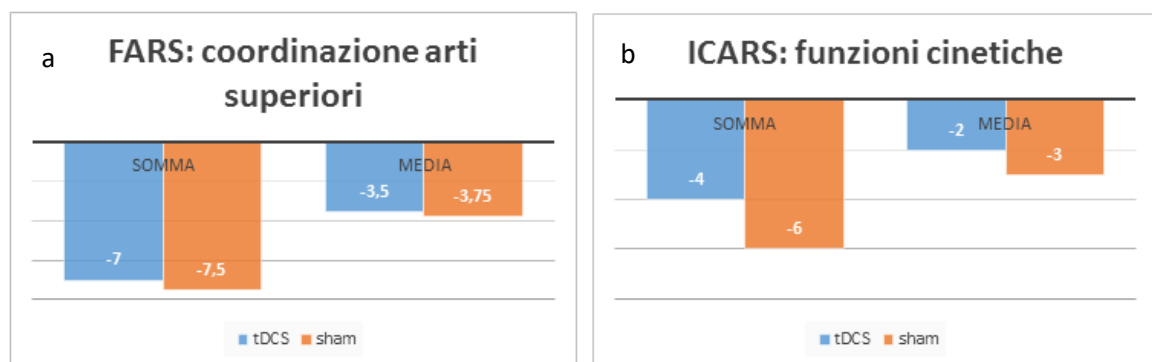 a
FARS: coordinazione arti
superiori
SOMMA
MEDIA
-3,5
-3,75
-7
-7,5
tDCS
sham
b
ICARS: funzioni cinetiche
SOMMA
MEDIA
-2
-3
-4
-6
tDCS
sham